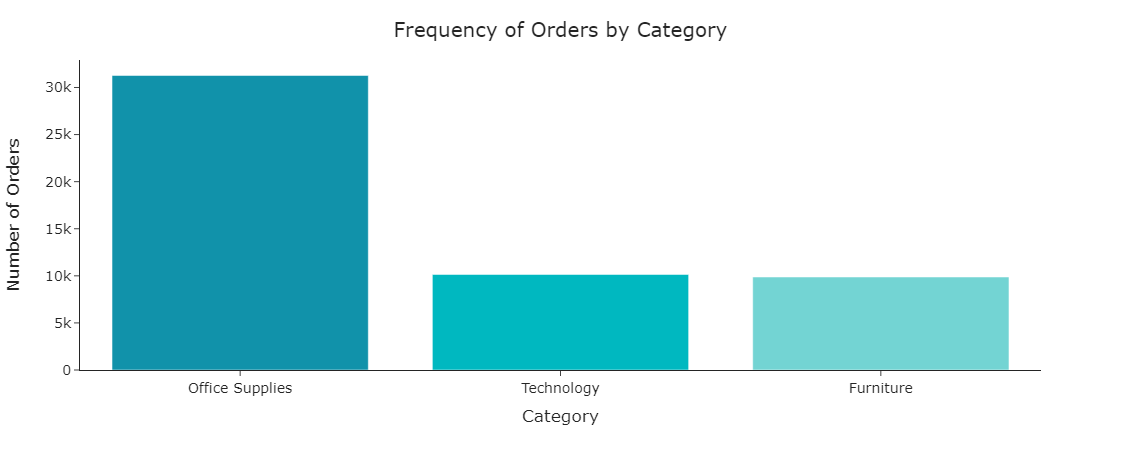 Frequency of Orders by Category
Number of Orders
30k
25k
20k
15k
10k
5k
0
Office Supplies
Technology
Furniture
Category